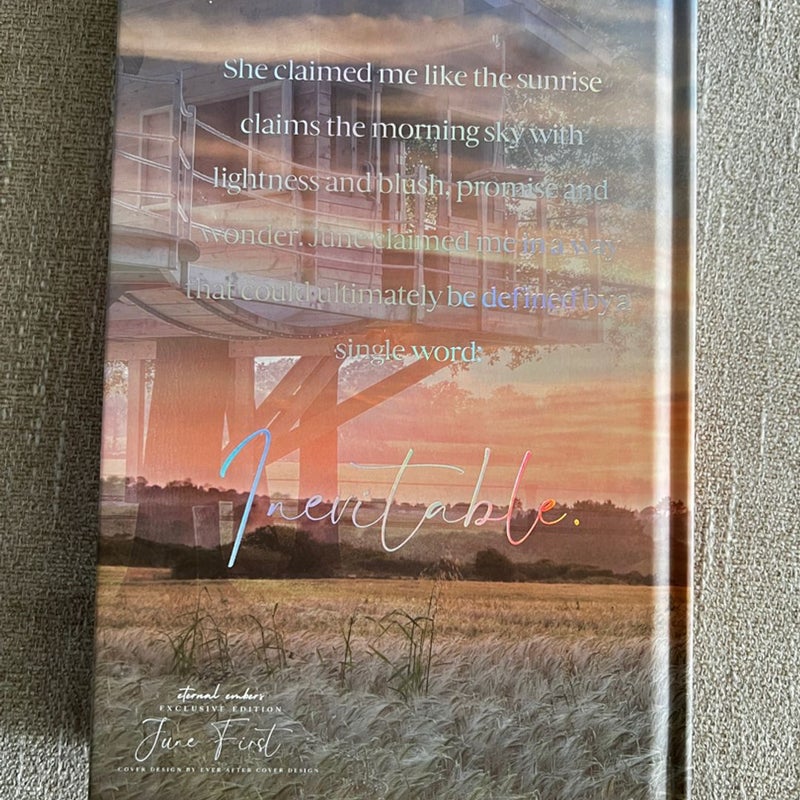 She claimed me like the sunrise
claims the morning sky with
lightness and blush, promise and
wonder. June claimed me in a way
that could ultimately be defined by a
single word:
Inevitable.
eternal embers
EXCLUSIVE EDITION
June First
COVER DESIGN BY EVER AFTER COVER DESIGN